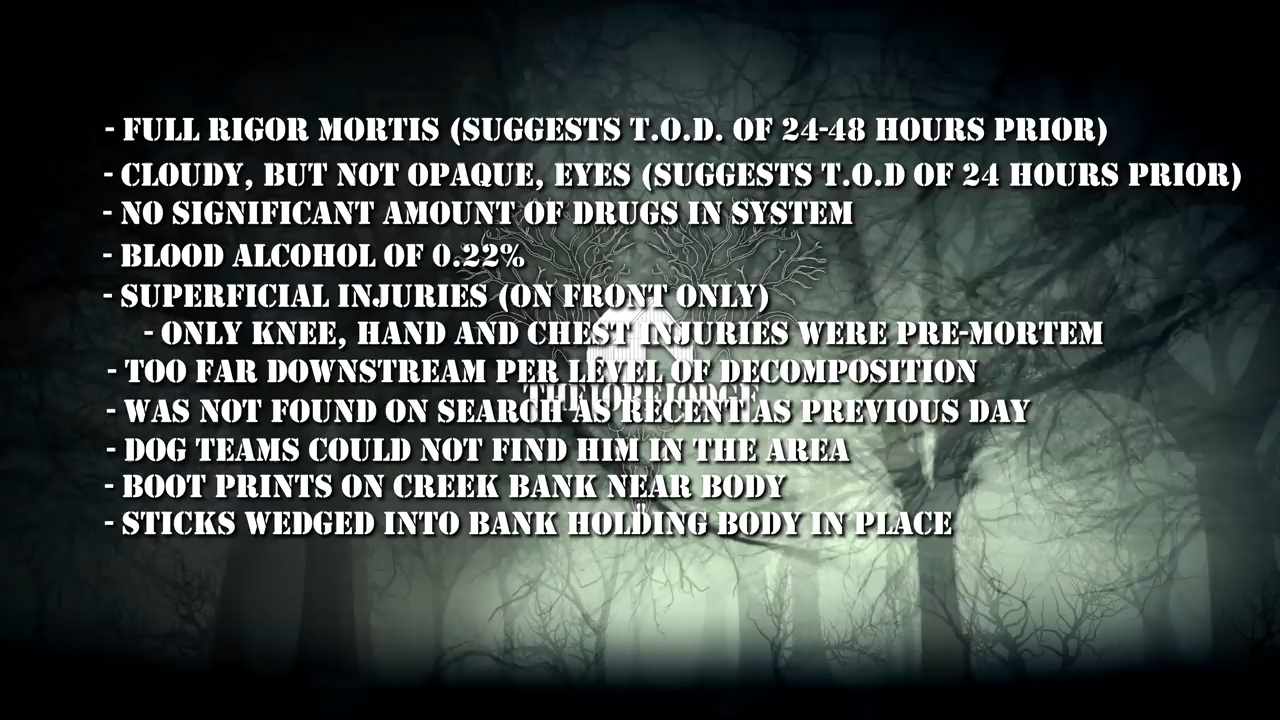 - FULL RIGOR MORTIS (SUGGESTS T.O.D. OF 24-48 HOURS PRIOR)
- CLOUDY, BUT NOT OPAQUE, EYES (SUGGESTS T.O.D OF 24 HOURS PRIOR)
- NO SIGNIFICANT AMOUNT OF DRUGS IN SYSTEM
- BLOOD ALCOHOL OF 0.22%
- SUPERFICIAL INJURIES (ON FRONT ONLY)
- ONLY KNEE, HAND AND CHEST INJURIES WERE PRE-MORTEM
- TOO FAR DOWNSTREAM PER LEVEL OF DECOMPOSITION
THE LORE LODGE
- WAS NOT FOUND ON SEARCH AS RECENT AS PREVIOUS DAY
- DOG TEAMS COULD NOT FIND HIM IN THE AREA
- BOOT PRINTS ON CREEK BANK NEAR BODY
- STICKS WEDGED INTO BANK HOLDING BODY IN PLACE